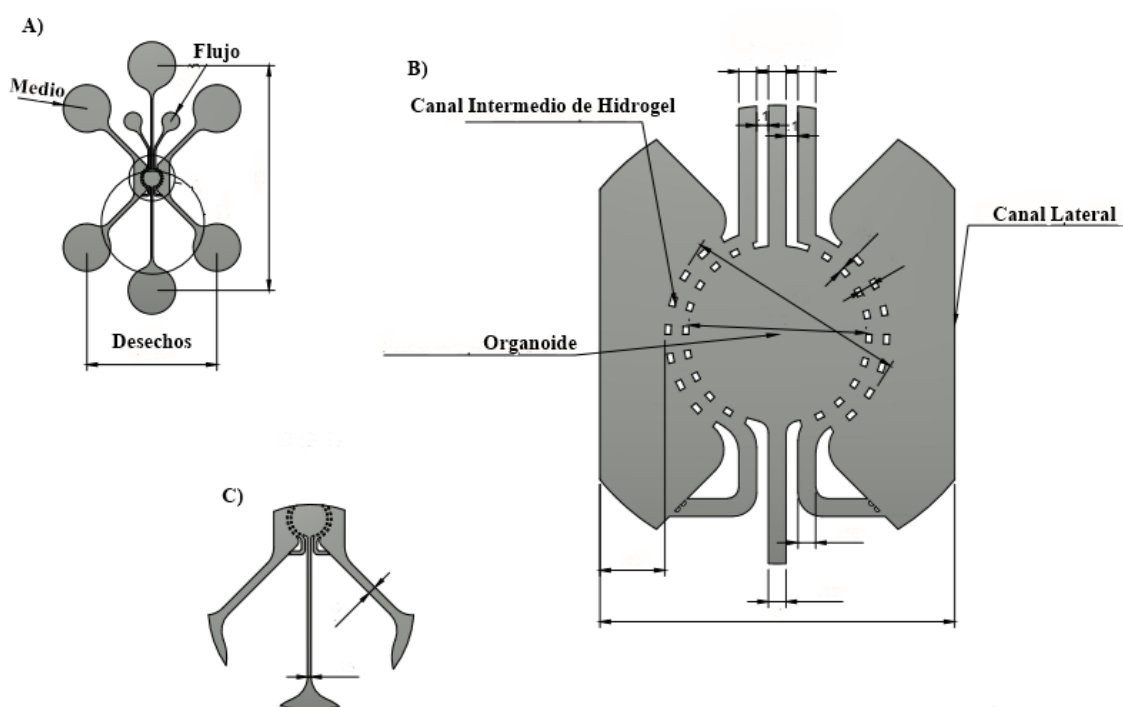 A)
Flujo
Medio
Desechos
B)
Canal Intermedio de Hidrogel
Canal Lateral
Organoide
C)